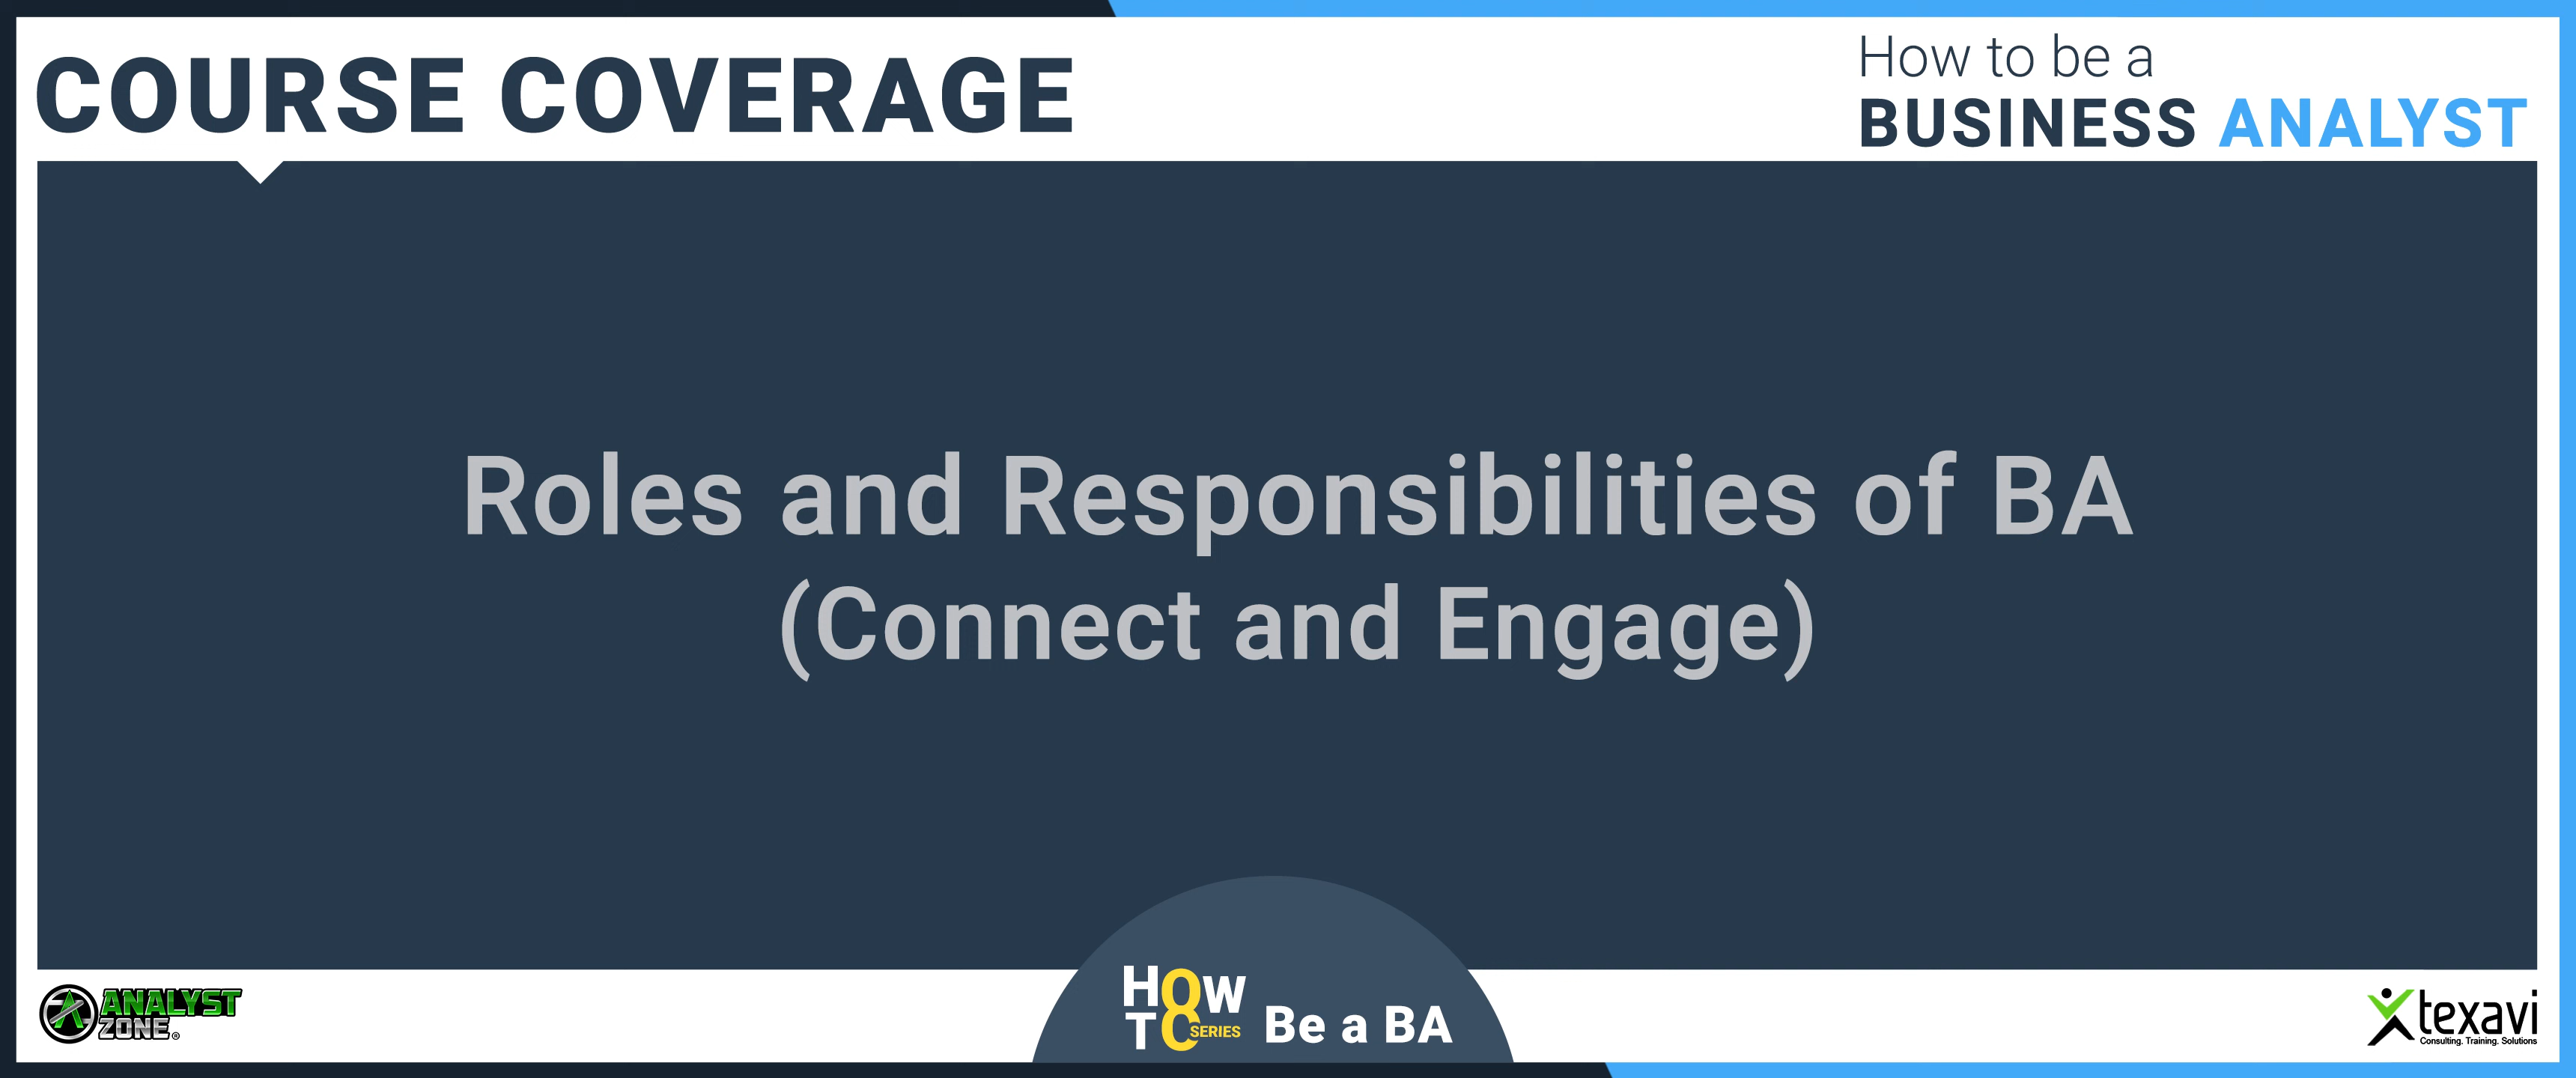 COURSE COVERAGE
How to be a
BUSINESS ANALYST
Roles and Responsibilities of BA
(Connect and Engage)
ANALYST
ZONE®
HOW
TO SERIES
Be a BA
texavi
Consulting. Training. Solutions